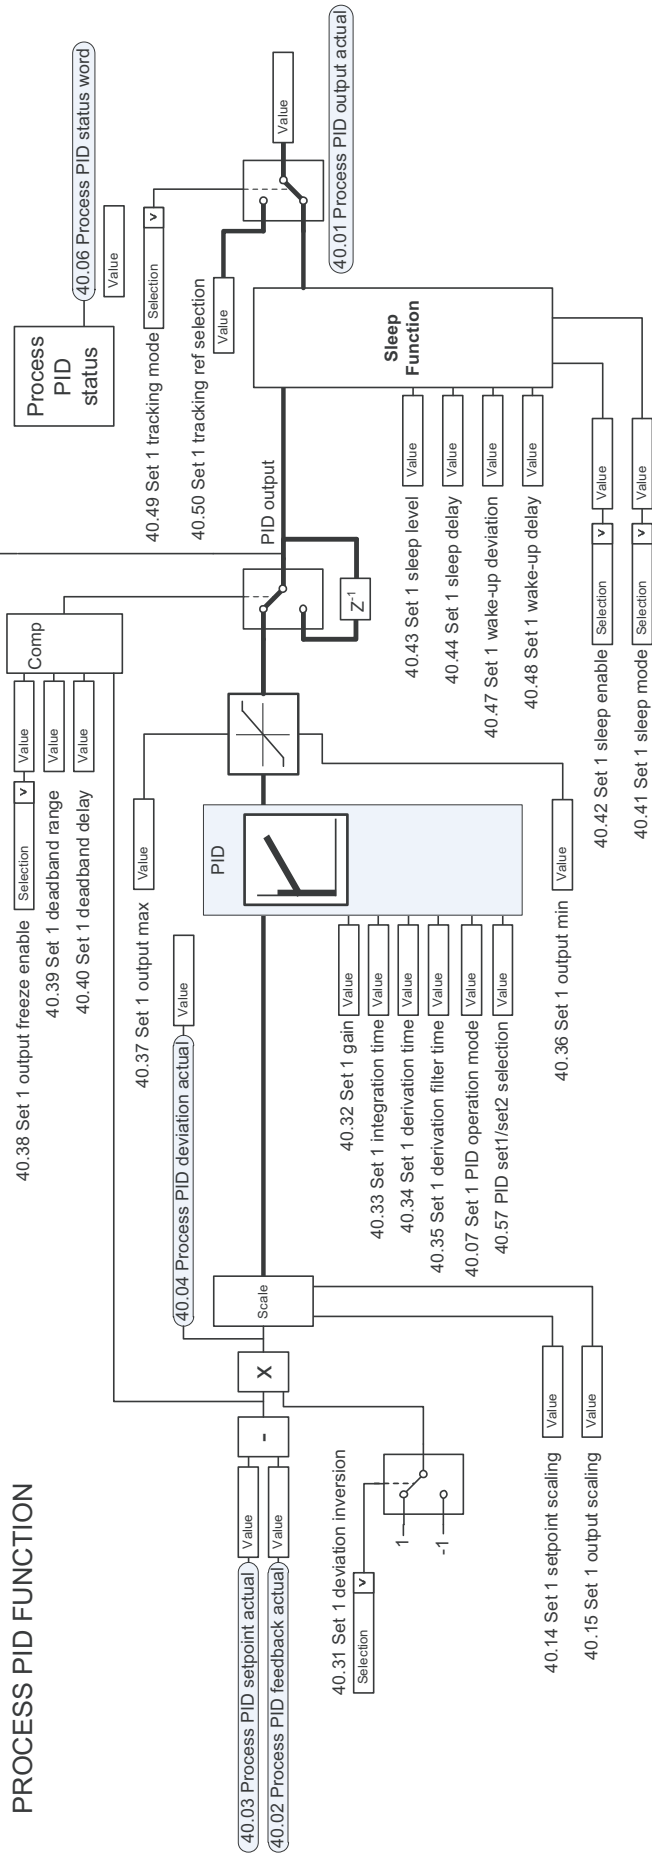 PROCESS PID FUNCTION
40.03 Process PID setpoint actual
Value
40.02 Process PID feedback actual
Value
-
X
40.31 Set 1 deviation inversion
Selection
v
1
-1
40.14 Set 1 setpoint scaling
Value
40.15 Set 1 output scaling
Value
Scale
40.04 Process PID deviation actual
Value
40.38 Set 1 output freeze enable
Selection
v
Value
40.39 Set 1 deadband range
Value
40.40 Set 1 deadband delay
Value
Comp
40.37 Set 1 output max
Value
PID
40.32 Set 1 gain
Value
40.33 Set 1 integration time
Value
40.34 Set 1 derivation time
Value
40.35 Set 1 derivation filter time
Value
40.07 Set 1 PID operation mode
Value
40.57 PID set1/set2 selection
Value
40.36 Set 1 output min
Value
Z-1
PID output
40.43 Set 1 sleep level
Value
40.44 Set 1 sleep delay
Value
40.47 Set 1 wake-up deviation
Value
40.48 Set 1 wake-up delay
Value
40.42 Set 1 sleep enable
Selection
v
Value
40.41 Set 1 sleep mode
Selection
v
Value
Sleep
Function
Process
PID
status
40.06 Process PID status word
Value
40.49 Set 1 tracking mode
Selection
v
40.50 Set 1 tracking ref selection
Value
Value
40.01 Process PID output actual